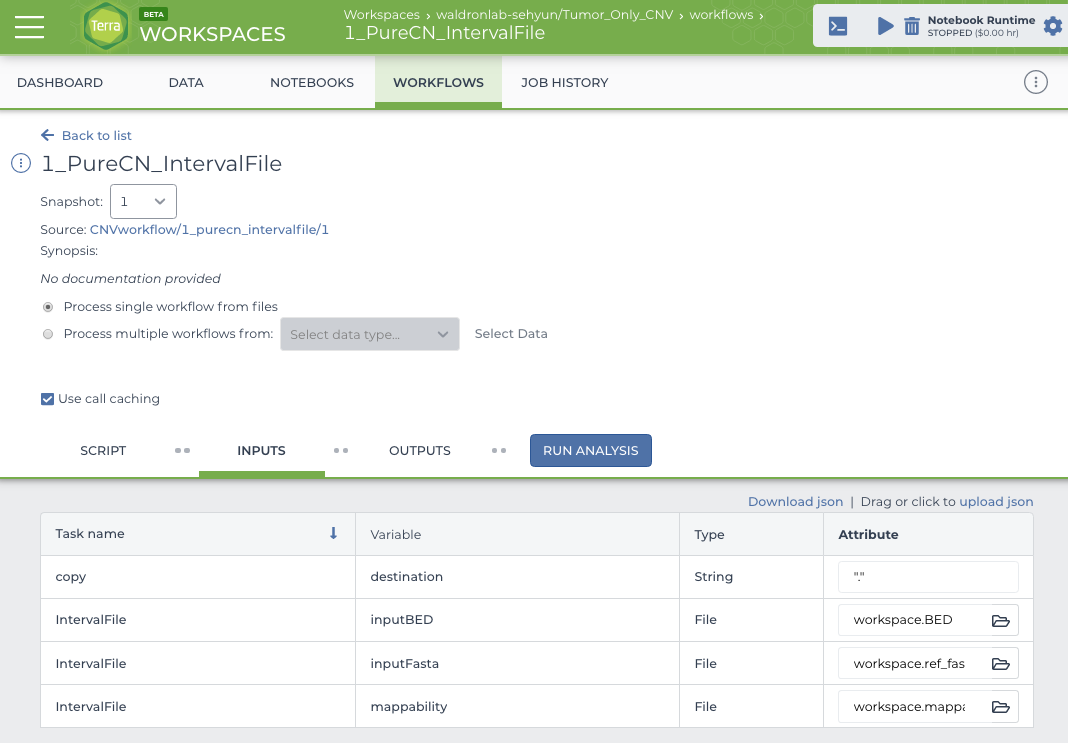 Terra
BETA
WORKSPACES
Workspaces › waldronlab-sehyun/Tumor_Only_CNV › workflows ›
1_PureCN_IntervalFile
Notebook Runtime
STOPPED ($0.00 hr)
DASHBOARD DATA NOTEBOOKS WORKFLOWS JOB HISTORY
Back to list
1_PureCN_IntervalFile
Snapshot: 1
Source: CNVworkflow/1_purecn_intervalfile/1
Synopsis:
No documentation provided
Process single workflow from files
Process multiple workflows from: Select data type... Select Data
Use call caching
SCRIPT INPUTS OUTPUTS RUN ANALYSIS
Download json | Drag or click to upload json
Task name Variable Type Attribute
copy destination String "."
IntervalFile inputBED File workspace.BED
IntervalFile inputFasta File workspace.ref_fas
IntervalFile mappability File workspace.mappa